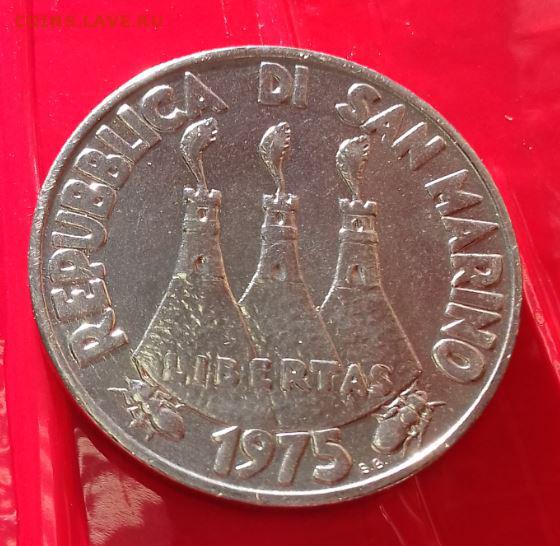 coins.lave.ru
REPUBBLICA DI SAN MARINO
LIBERTAS
1975
S.B.